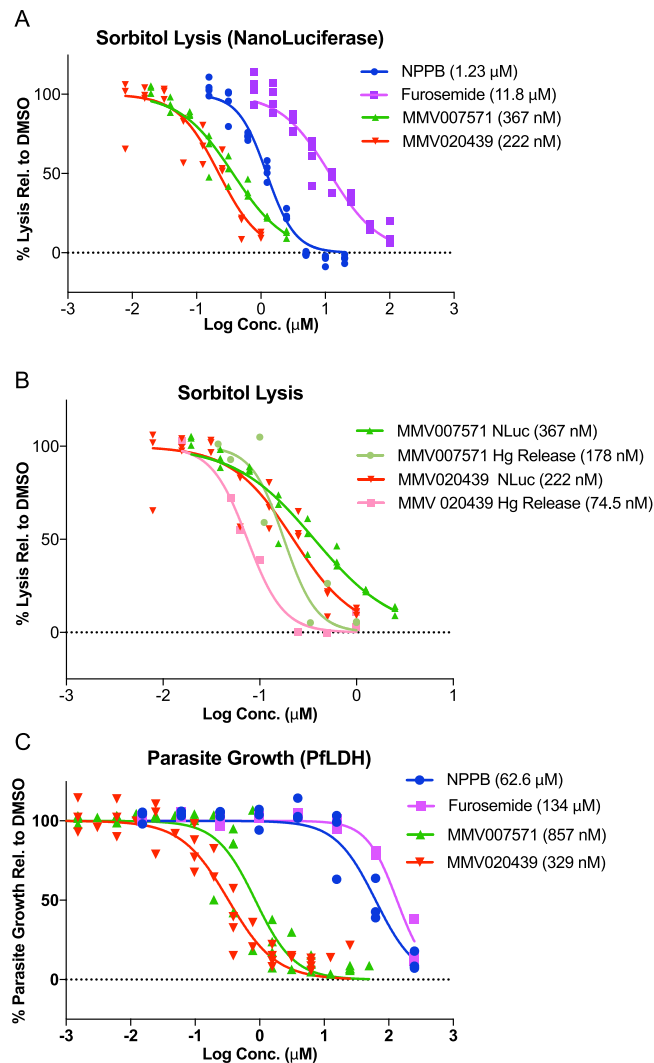 A
Sorbitol Lysis (NanoLuciferase)
% Lysis Rel. to DMSO
100
50
0
-3 -2 -1 0 1 2 3
Log Conc. (μM)
NPPB (1.23 μM)
Furosemide (11.8 μM)
MMV007571 (367 nM)
MMV020439 (222 nM)
B
Sorbitol Lysis
% Lysis Rel. to DMSO
100
50
0
-3 -2 -1 0 1
Log Conc. (μM)
MMV007571 NLuc (367 nM)
MMV007571 Hg Release (178 nM)
MMV020439 NLuc (222 nM)
MMV 020439 Hg Release (74.5 nM)
C
Parasite Growth (PfLDH)
% Parasite Growth Rel. to DMSO
100
50
0
-3 -2 -1 0 1 2 3
Log Conc. (μM)
NPPB (62.6 μM)
Furosemide (134 μM)
MMV007571 (857 nM)
MMV020439 (329 nM)